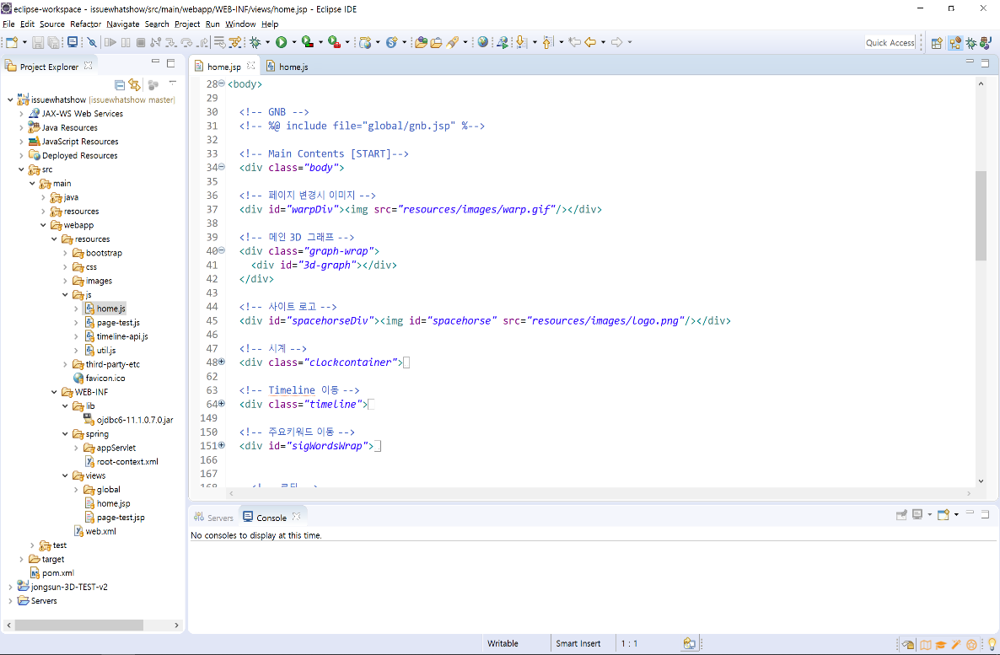 eclipse-workspace - issuewhatshow/src/main/webapp/WEB-INF/views/home.jsp - Eclipse IDE
File Edit Source Refactor Navigate Search Project Run Window Help
Quick Access
Project Explorer
home.jsp
home.js
issuewhatshow [issuewhatshow master]
JAX-WS Web Services
Java Resources
JavaScript Resources
Deployed Resources
src
main
java
resources
webapp
resources
bootstrap
css
images
js
home.js
page-test.js
timeline-api.js
util.js
third-party-etc
favicon.ico
WEB-INF
lib
ojdbc6-11.1.0.7.0.jar
spring
appServlet
root-context.xml
views
global
home.jsp
page-test.jsp
web.xml
test
target
pom.xml
jongsun-3D-TEST-v2
Servers
28 <body>
29
30 <!-- GNB -->
31 <!-- %@ include file="global/gnb.jsp" %-->
32
33 <!-- Main Contents [START]-->
34 <div class="body">
35
36 <!-- 페이지 변경시 이미지 -->
37 <div id="warpDiv"><img src="resources/images/warp.gif"/></div>
38
39 <!-- 메인 3D 그래프 -->
40 <div class="graph-wrap">
41 <div id="3d-graph"></div>
42 </div>
43
44 <!-- 사이트 로고 -->
45 <div id="spacehorseDiv"><img id="spacehorse" src="resources/images/logo.png"/></div>
46
47 <!-- 시계 -->
48 <div class="clockcontainer">
62
63 <!-- Timeline 이동 -->
64 <div class="timeline">
149
150 <!-- 주요키워드 이동 -->
151 <div id="sigWordsWrap">
166
167
168
Servers
Console
No consoles to display at this time.
Writable
Smart Insert
1 : 1